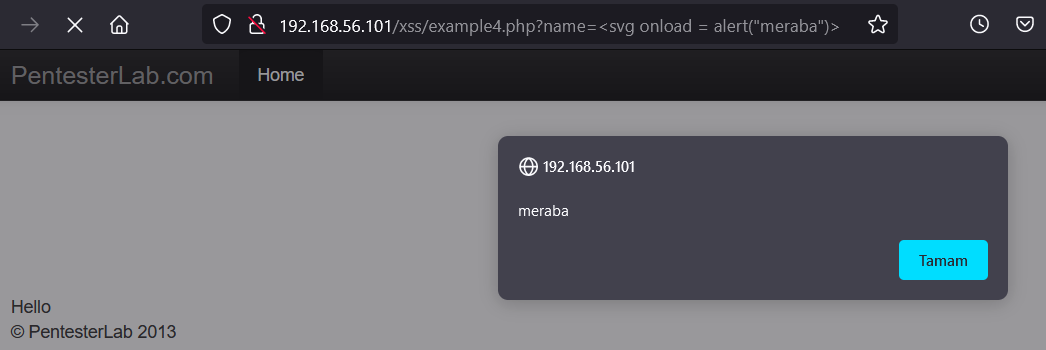 192.168.56.101/xss/example4.php?name=<svg onload = alert("meraba")>
PentesterLab.com Home
192.168.56.101
meraba
Tamam
Hello
© PentesterLab 2013